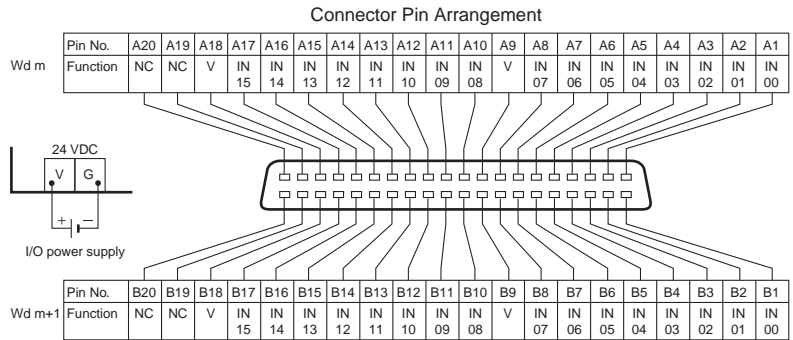 Connector Pin Arrangement
Pin No. A20 A19 A18 A17 A16 A15 A14 A13 A12 A11 A10 A9 A8 A7 A6 A5 A4 A3 A2 A1
Wd m Function NC NC V IN 15 IN 14 IN 13 IN 12 IN 11 IN 10 IN 09 IN 08 V IN 07 IN 06 IN 05 IN 04 IN 03 IN 02 IN 01 IN 00
24 VDC
V G
+ −
I/O power supply
Pin No. B20 B19 B18 B17 B16 B15 B14 B13 B12 B11 B10 B9 B8 B7 B6 B5 B4 B3 B2 B1
Wd m+1 Function NC NC V IN 15 IN 14 IN 13 IN 12 IN 11 IN 10 IN 09 IN 08 V IN 07 IN 06 IN 05 IN 04 IN 03 IN 02 IN 01 IN 00